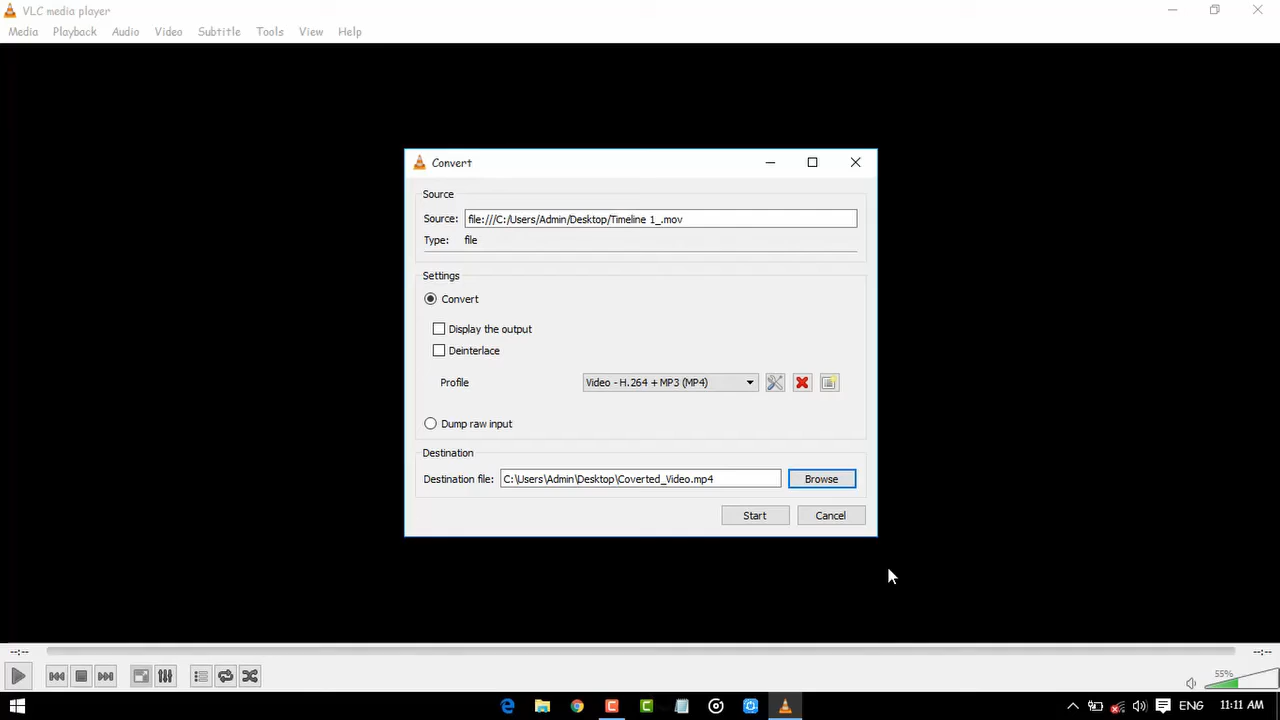 VLC media player
Media Playback Audio Video Subtitle Tools View Help
Convert
Source
Source: file:///C:/Users/Admin/Desktop/Timeline 1_.mov
Type: file
Settings
Convert
Display the output
Deinterlace
Profile Video - H.264 + MP3 (MP4)
Dump raw input
Destination
Destination file: C:\Users\Admin\Desktop\Coverted_Video.mp4 Browse
Start Cancel
--:-- --:--
55%
ENG 11:11 AM